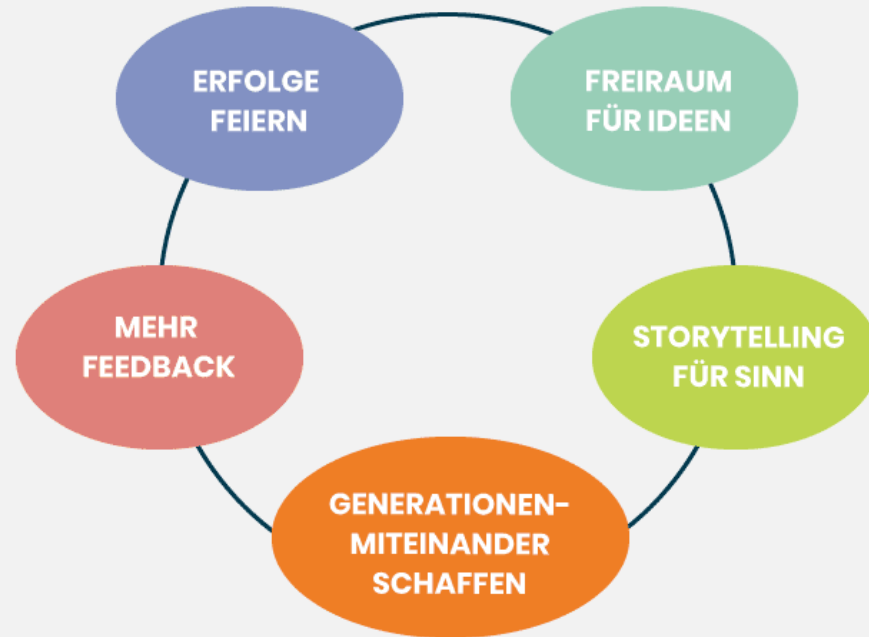 ERFOLGE
FEIERN
FREIRAUM
FÜR IDEEN
MEHR
FEEDBACK
STORYTELLING
FÜR SINN
GENERATIONEN-
MITEINANDER
SCHAFFEN